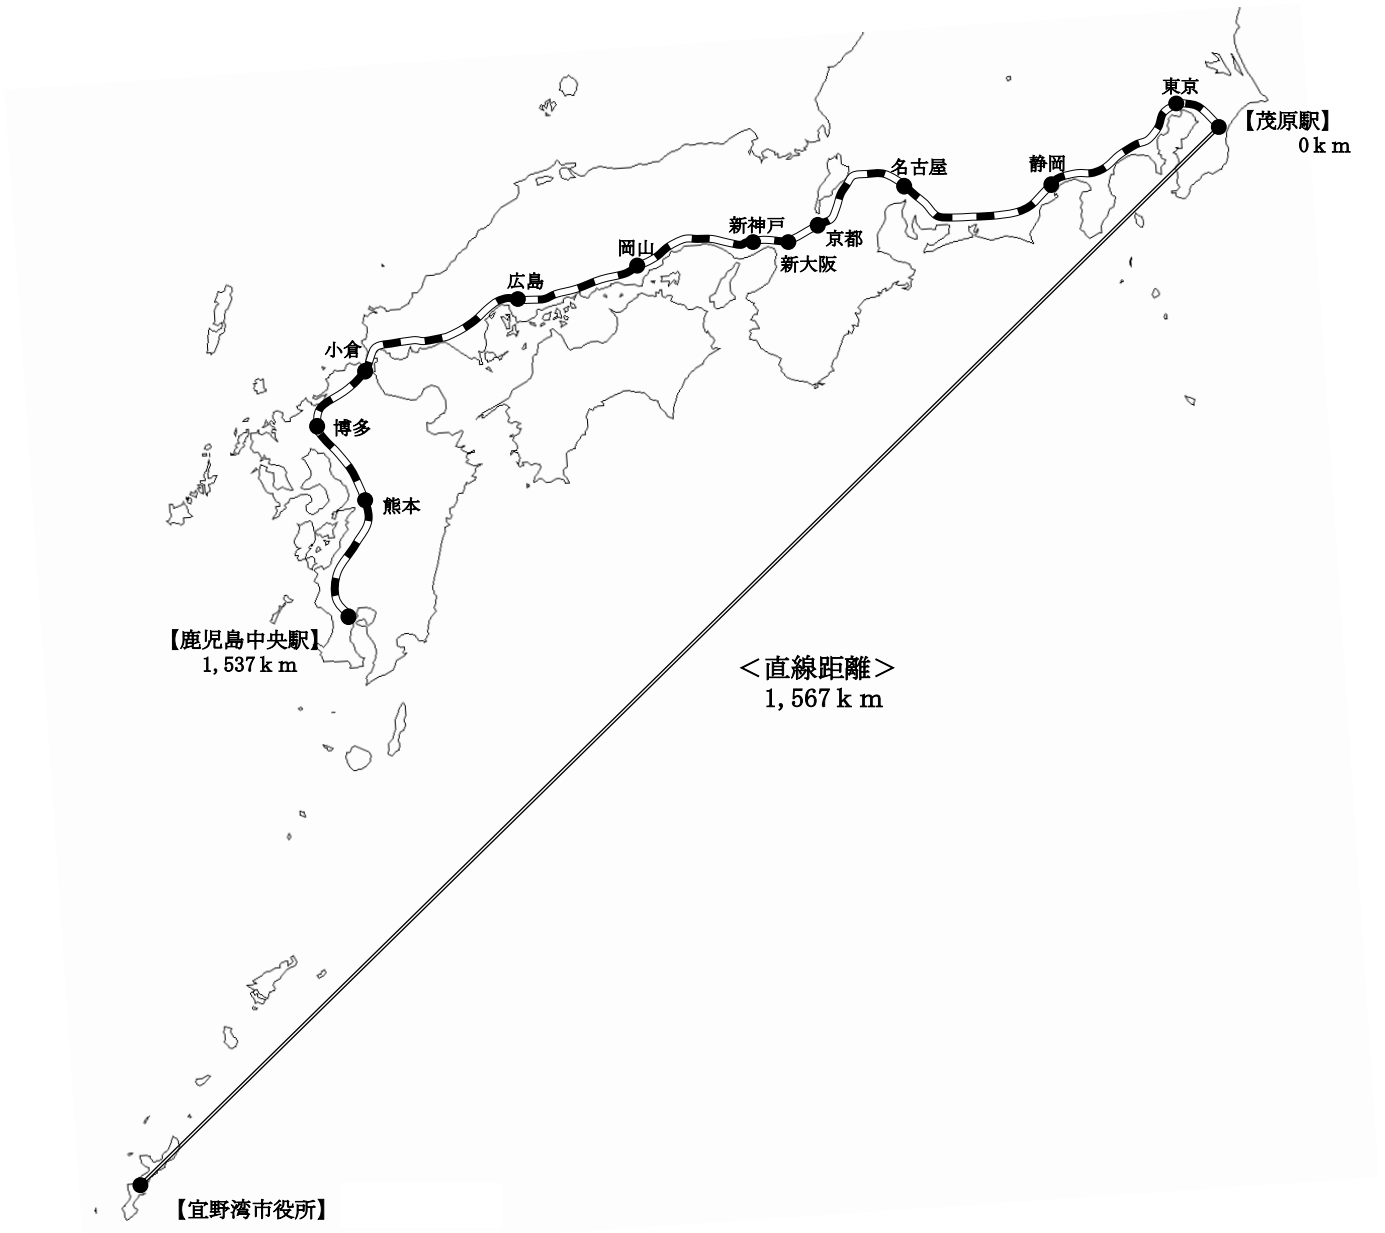 東京
【茂原駅】
0km
名古屋
静岡
新神戸
京都
岡山
新大阪
広島
小倉
博多
熊本
【鹿児島中央駅】
1,537km
＜直線距離＞
1,567km
【宜野湾市役所】